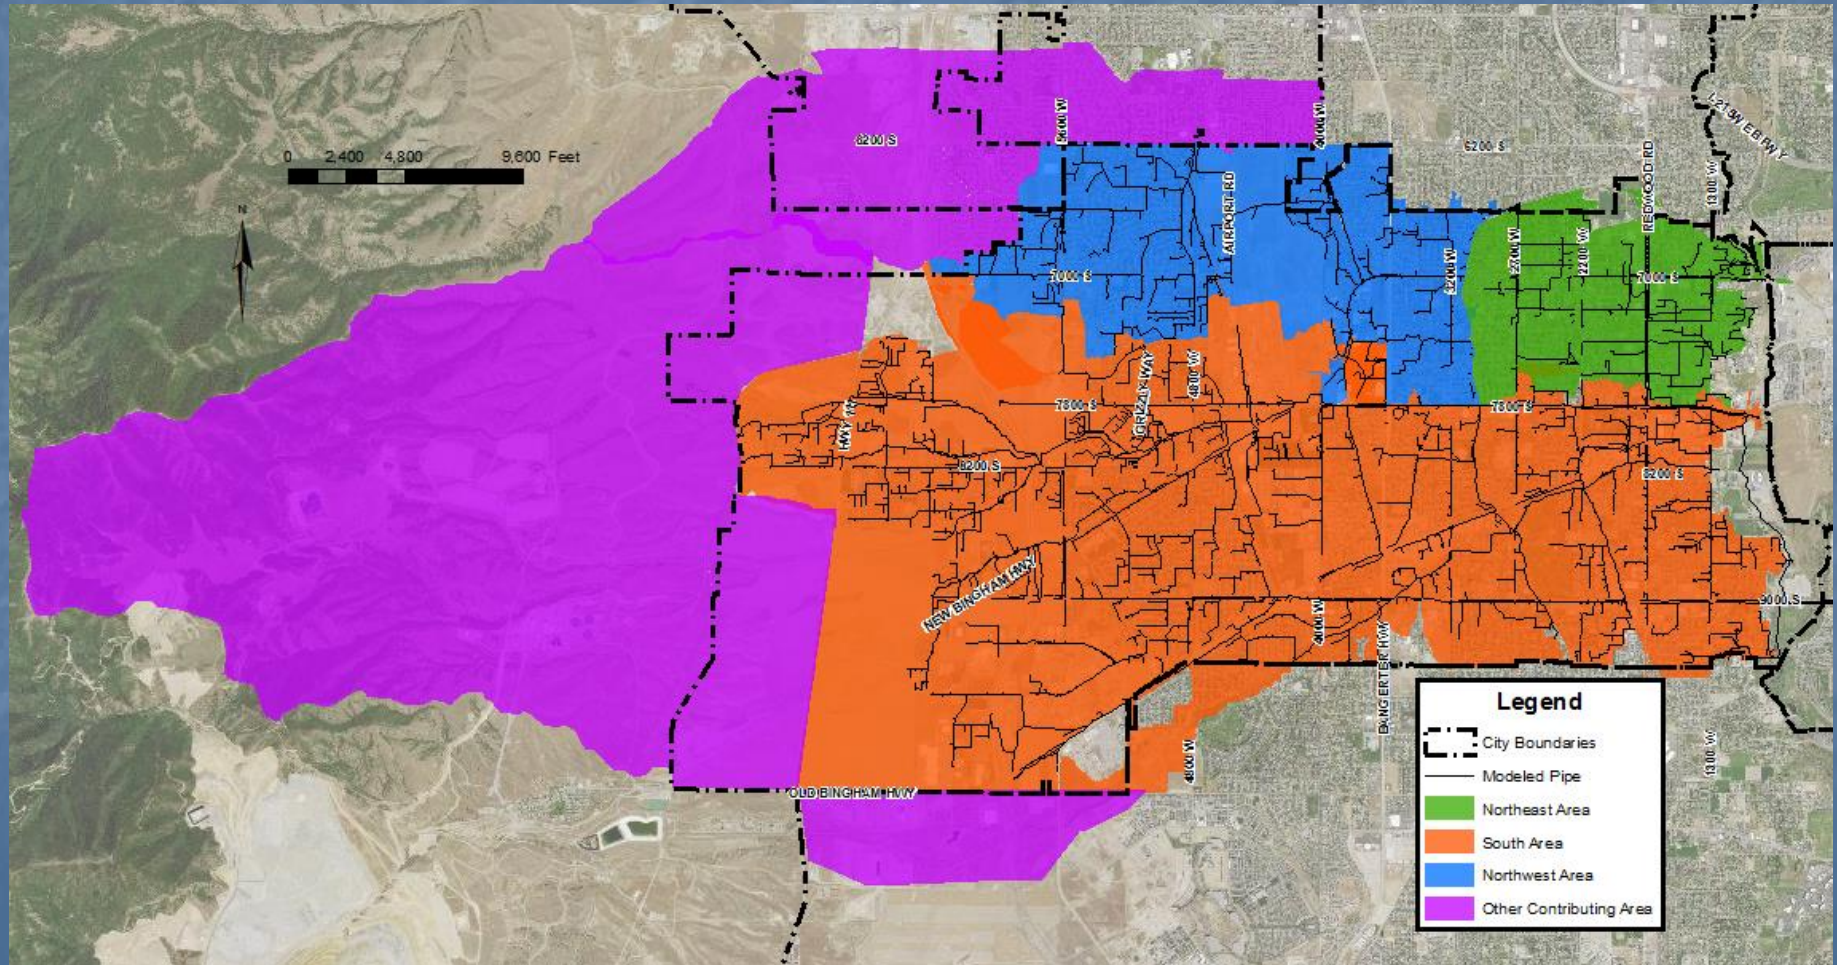 I-215W EB FWY
5600 W
4000 W
6200 S
6200 S
REDWOOD RD
1300 W
0 2,400 4,800 9,600 Feet
N
AIRPORT RD
2700 W
2200 W
3200 W
7000 S
7000 S
GRIZZLY WAY
4800 W
7800 S
7800 S
HWY 111
8200 S
8200 S
NEW BINGHAM HWY
4000 W
9000 S
BANGERTER HWY
4800 W
1300 W
OLD BINGHAM HWY
Legend
City Boundaries
Modeled Pipe
Northeast Area
South Area
Northwest Area
Other Contributing Area